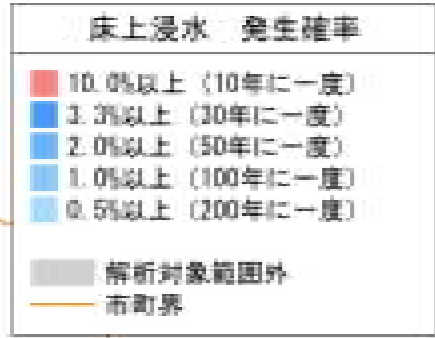 床上浸水 発生確率
10.0%以上（10年に一度）
3.3%以上（30年に一度）
2.0%以上（50年に一度）
1.0%以上（100年に一度）
0.5%以上（200年に一度）
解析対象範囲外
市町界